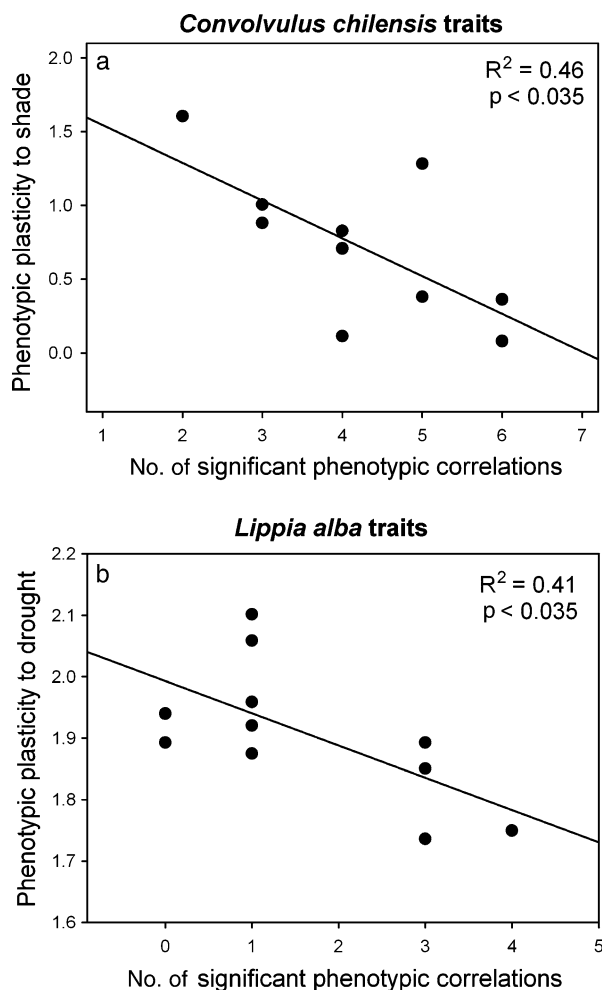 Convolvulus chilensis traits
a
R² = 0.46
p < 0.035
Phenotypic plasticity to shade
2.0
1.5
1.0
0.5
0.0
1 2 3 4 5 6 7
No. of significant phenotypic correlations
Lippia alba traits
b
R² = 0.41
p < 0.035
Phenotypic plasticity to drought
2.2
2.1
2.0
1.9
1.8
1.7
1.6
0 1 2 3 4 5
No. of significant phenotypic correlations